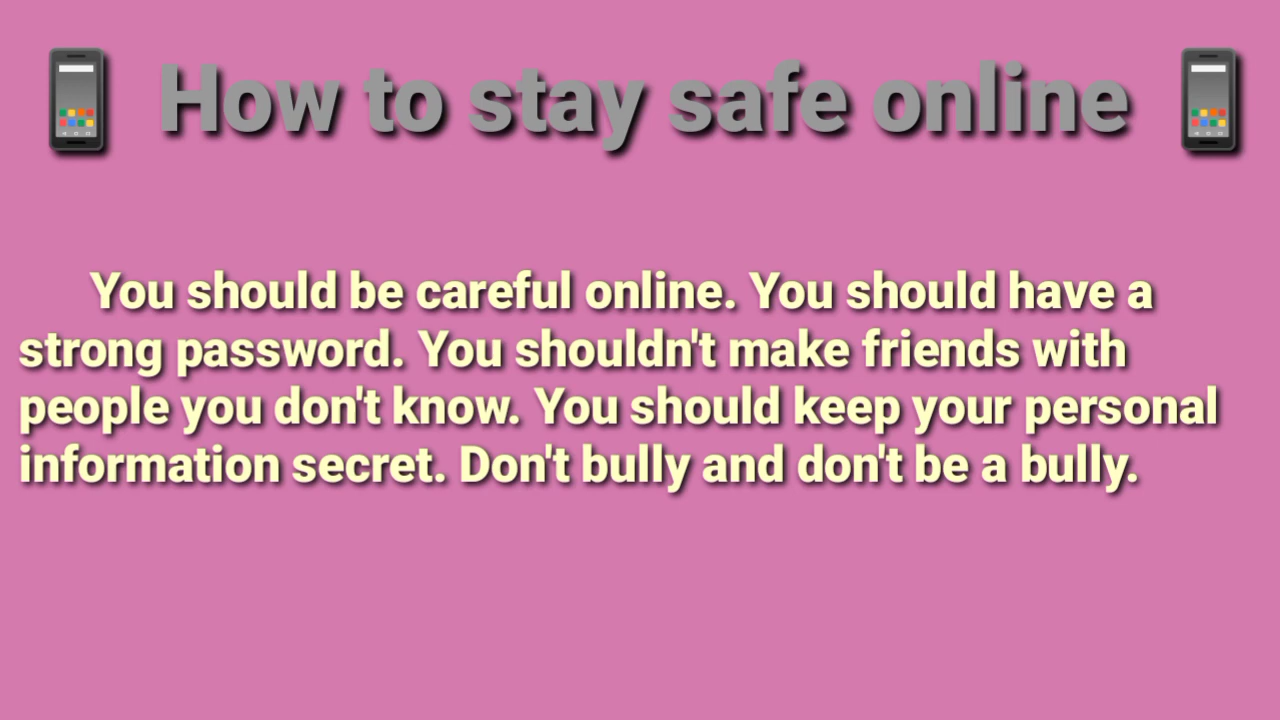 How to stay safe online
You should be careful online. You should have a
strong password. You shouldn't make friends with
people you don't know. You should keep your personal
information secret. Don't bully and don't be a bully.